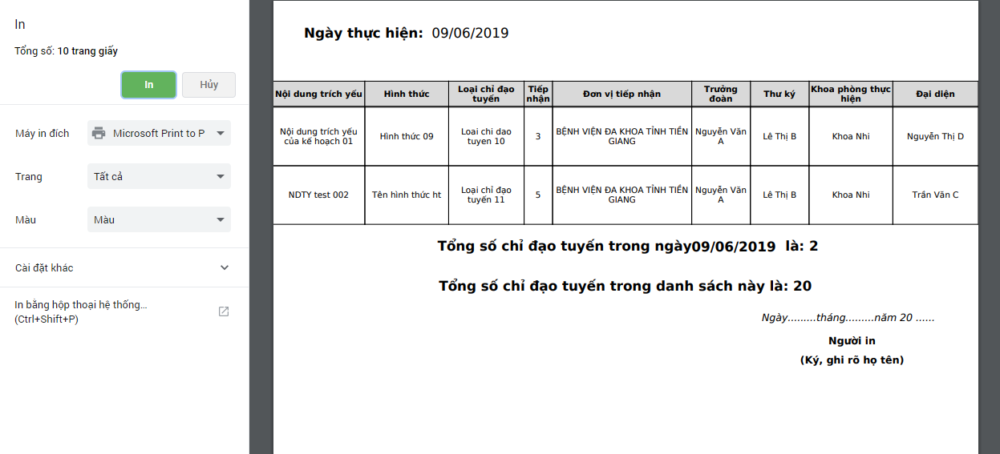 In
Tổng số: 10 trang giấy
In
Hủy
Máy in đích
Microsoft Print to P
Trang
Tất cả
Màu
Màu
Cài đặt khác
In bằng hộp thoại hệ thống...
(Ctrl+Shift+P)
Ngày thực hiện: 09/06/2019
Nội dung trích yếu
Hình thức
Loại chỉ đạo
tuyến
Tiếp
nhận
Đơn vị tiếp nhận
Trưởng
đoàn
Thư ký
Khoa phòng thực
hiện
Đại diện
Nội dung trích yếu
của kế hoạch 01
Hình thức 09
Loai chi dao
tuyen 10
3
BỆNH VIỆN ĐA KHOA TỈNH TIỀN
GIANG
Nguyễn Văn
A
Lê Thị B
Khoa Nhi
Nguyễn Thị D
NDTY test 002
Tên hình thức ht
Loại chỉ đạo
tuyến 11
5
BỆNH VIỆN ĐA KHOA TỈNH TIỀN
GIANG
Nguyễn Văn
A
Lê Thị B
Khoa Nhi
Trần Văn C
Tổng số chỉ đạo tuyến trong ngày09/06/2019 là: 2
Tổng số chỉ đạo tuyến trong danh sách này là: 20
Ngày.........tháng.........năm 20 ......
Người in
(Ký, ghi rõ họ tên)